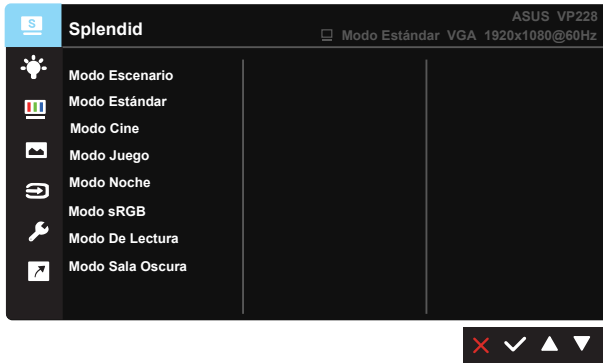 S
Splendid
ASUS VP228
Modo Estándar VGA 1920x1080@60Hz
Modo Escenario
Modo Estándar
Modo Cine
Modo Juego
Modo Noche
Modo sRGB
Modo De Lectura
Modo Sala Oscura